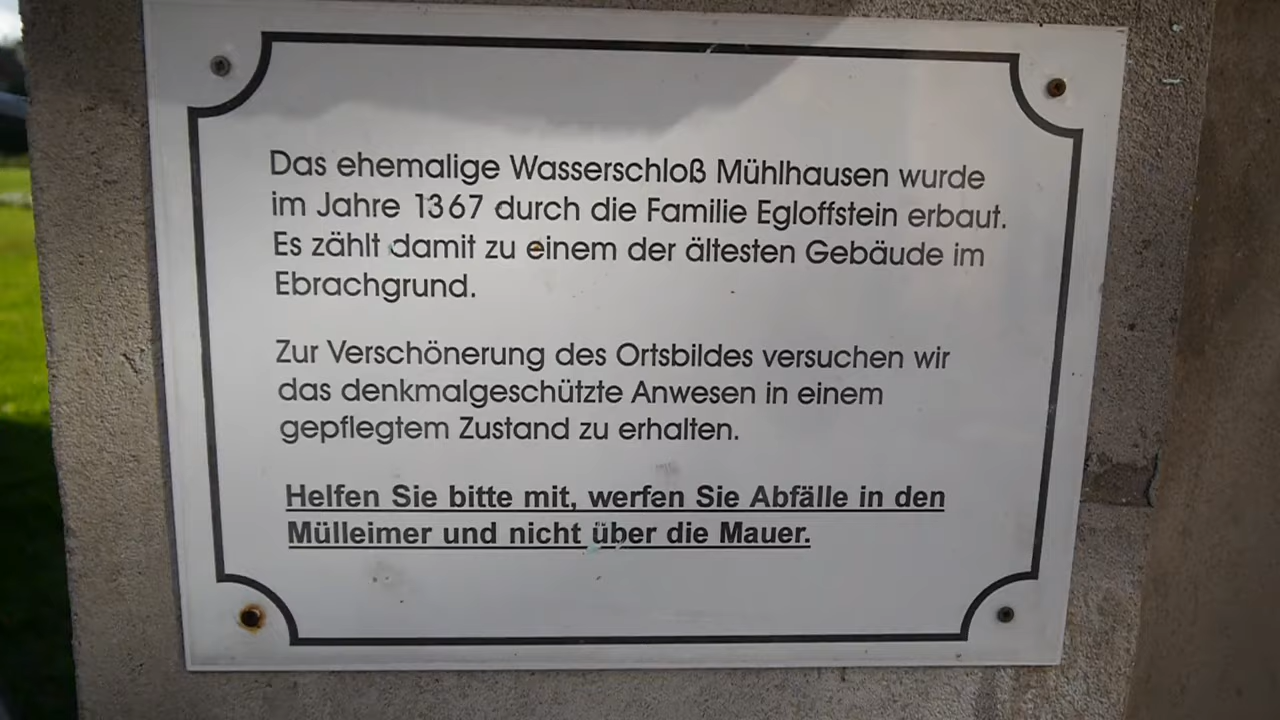 Das ehemalige Wasserschloß Mühlhausen wurde
im Jahre 1367 durch die Familie Egloffstein erbaut.
Es zählt damit zu einem der ältesten Gebäude im
Ebrachgrund.
Zur Verschönerung des Ortsbildes versuchen wir
das denkmalgeschützte Anwesen in einem
gepflegtem Zustand zu erhalten.
Helfen Sie bitte mit, werfen Sie Abfälle in den
Mülleimer und nicht über die Mauer.